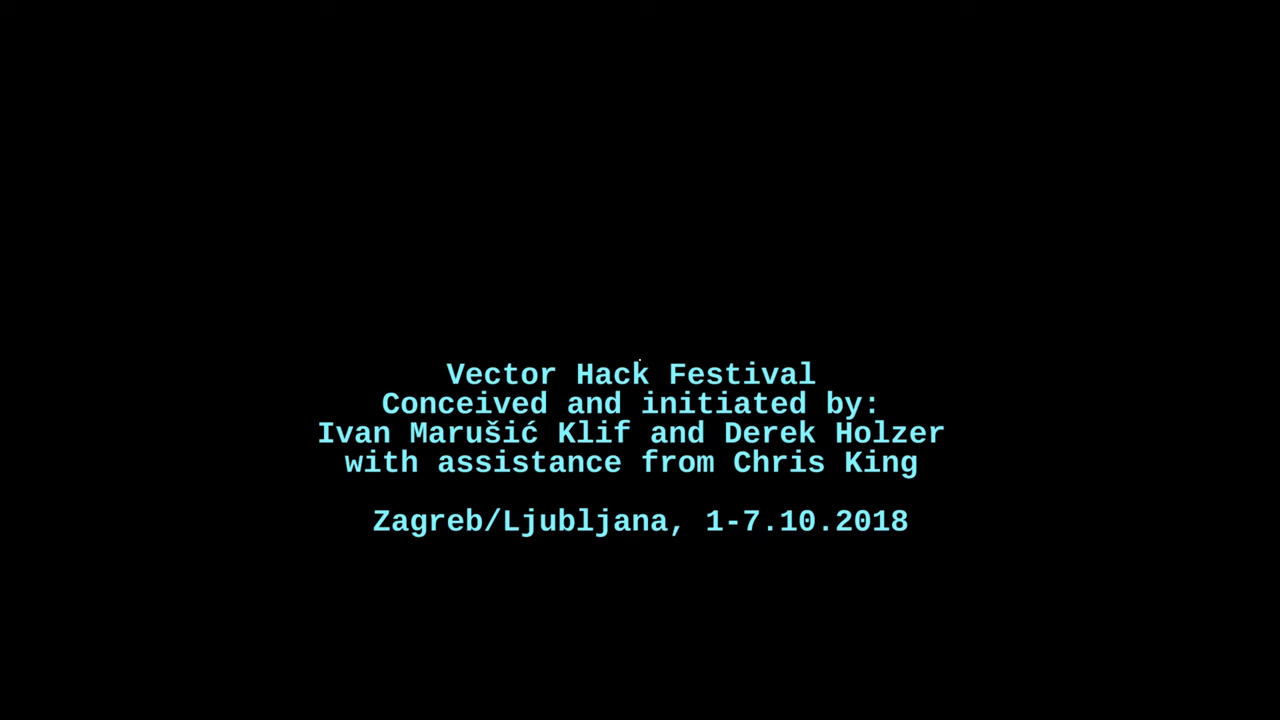 Vector Hack Festival
Conceived and initiated by:
Ivan Marušić Klif and Derek Holzer
with assistance from Chris King
Zagreb/Ljubljana, 1-7.10.2018